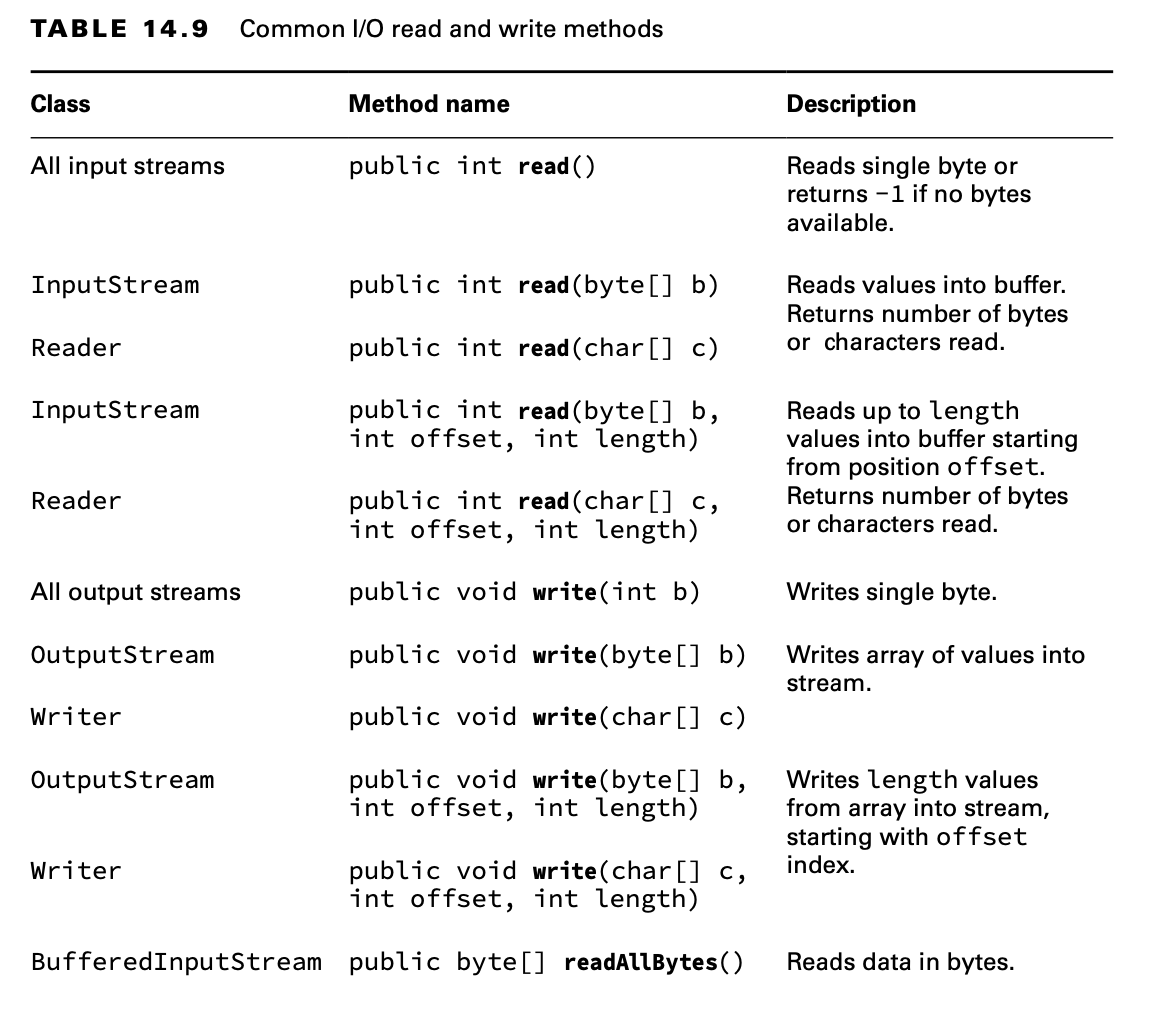 TABLE 14.9 Common I/O read and write methods
Class Method name Description
All input streams public int read() Reads single byte or
returns −1 if no bytes
available.
InputStream public int read(byte[] b) Reads values into buffer.
Returns number of bytes
Reader public int read(char[] c) or characters read.
InputStream public int read(byte[] b, Reads up to length
int offset, int length) values into buffer starting
from position offset.
Reader public int read(char[] c, Returns number of bytes
int offset, int length) or characters read.
All output streams public void write(int b) Writes single byte.
OutputStream public void write(byte[] b) Writes array of values into
stream.
Writer public void write(char[] c)
OutputStream public void write(byte[] b, Writes length values
int offset, int length) from array into stream,
starting with offset
Writer public void write(char[] c, index.
int offset, int length)
BufferedInputStream public byte[] readAllBytes() Reads data in bytes.